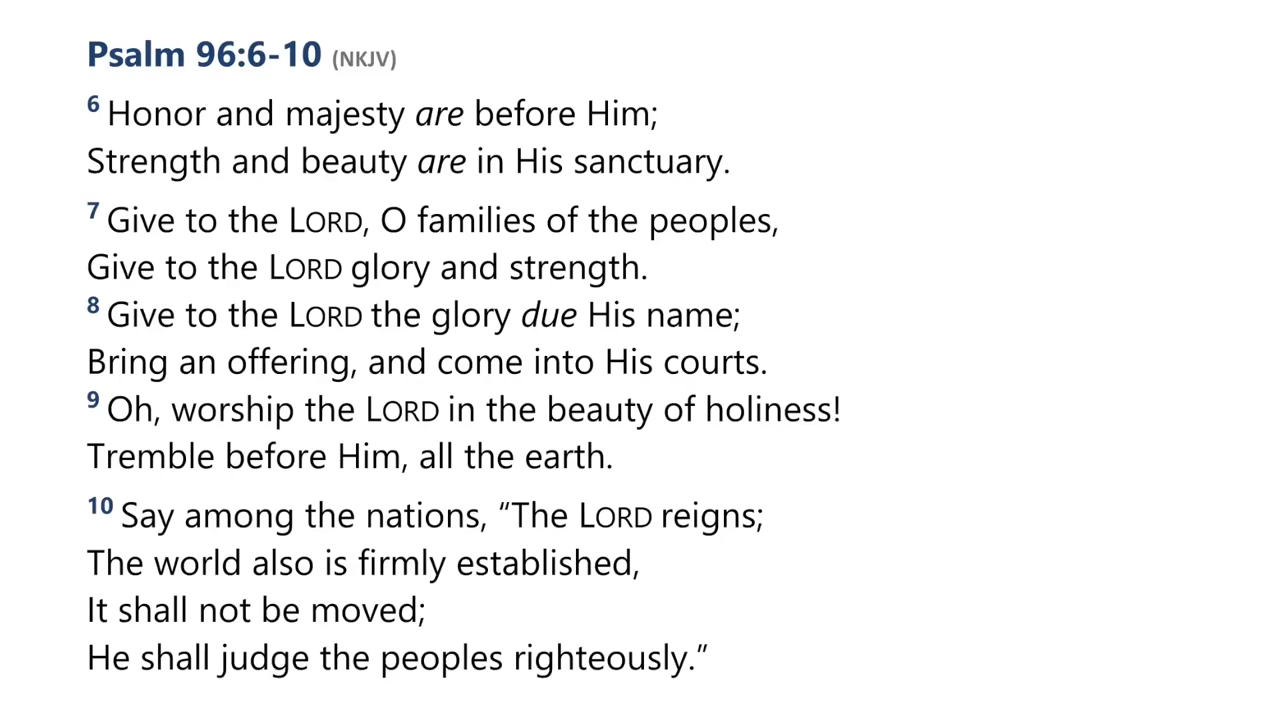 Psalm 96:6-10 (NKJV)
6 Honor and majesty are before Him;
Strength and beauty are in His sanctuary.
7 Give to the LORD, O families of the peoples,
Give to the LORD glory and strength.
8 Give to the LORD the glory due His name;
Bring an offering, and come into His courts.
9 Oh, worship the LORD in the beauty of holiness!
Tremble before Him, all the earth.
10 Say among the nations, “The LORD reigns;
The world also is firmly established,
It shall not be moved;
He shall judge the peoples righteously.”